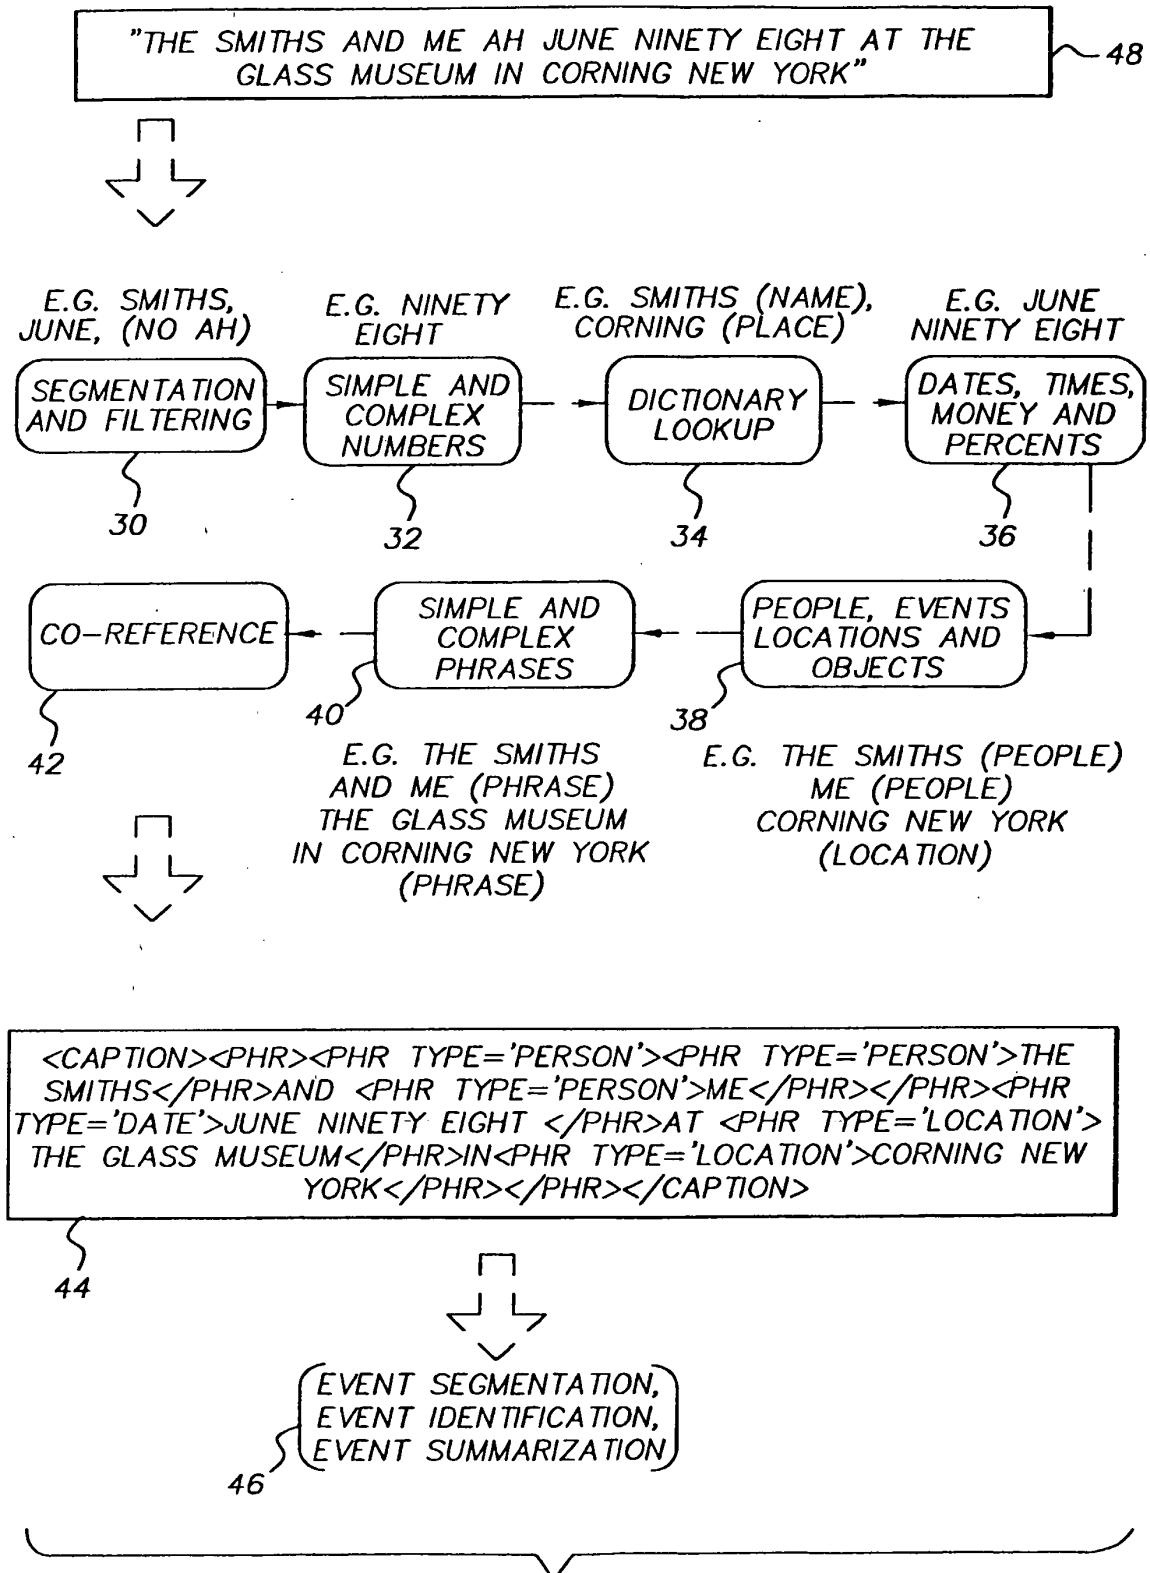 "THE SMITHS AND ME AH JUNE NINETY EIGHT AT THE
GLASS MUSEUM IN CORNING NEW YORK"
48
E.G. SMITHS,
JUNE, (NO AH)
SEGMENTATION
AND FILTERING
30
E.G. NINETY
EIGHT
SIMPLE AND
COMPLEX
NUMBERS
32
E.G. SMITHS (NAME),
CORNING (PLACE)
DICTIONARY
LOOKUP
34
E.G. JUNE
NINETY EIGHT
DATES, TIMES,
MONEY AND
PERCENTS
36
PEOPLE, EVENTS
LOCATIONS AND
OBJECTS
38
E.G. THE SMITHS (PEOPLE)
ME (PEOPLE)
CORNING NEW YORK
(LOCATION)
SIMPLE AND
COMPLEX
PHRASES
40
E.G. THE SMITHS
AND ME (PHRASE)
THE GLASS MUSEUM
IN CORNING NEW YORK
(PHRASE)
CO-REFERENCE
42
<CAPTION><PHR><PHR TYPE='PERSON'><PHR TYPE='PERSON'>THE
SMITHS</PHR>AND <PHR TYPE='PERSON'>ME</PHR></PHR><PHR
TYPE='DATE'>JUNE NINETY EIGHT </PHR>AT <PHR TYPE='LOCATION'>
THE GLASS MUSEUM</PHR>IN<PHR TYPE='LOCATION'>CORNING NEW
YORK</PHR></PHR></CAPTION>
44
EVENT SEGMENTATION,
EVENT IDENTIFICATION,
EVENT SUMMARIZATION
46